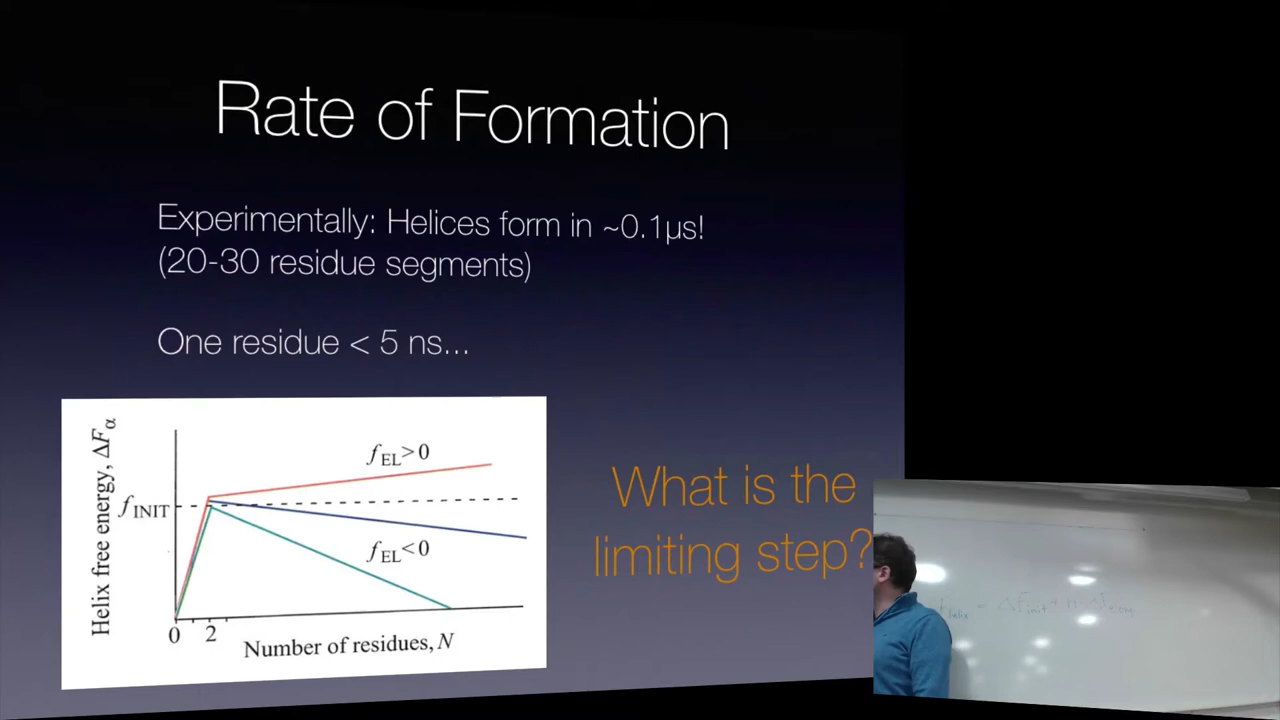 Rate of Formation
Experimentally: Helices form in ~0.1µs!
(20-30 residue segments)
One residue < 5 ns...
Helix free energy, ΔFα
fINIT
fEL>0
fEL<0
0 2
Number of residues, N
What is the
limiting step?